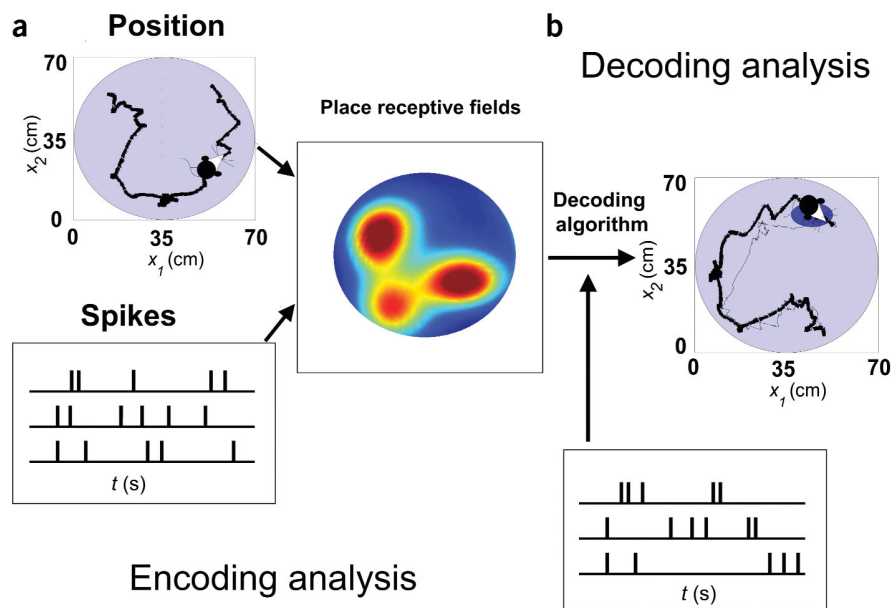 a
Position
70
35
0
x2 (cm)
0 35 70
x1 (cm)
Spikes
t (s)
Encoding analysis
Place receptive fields
Decoding
algorithm
b
Decoding analysis
70
35
0
x2 (cm)
0 35 70
x1 (cm)
t (s)